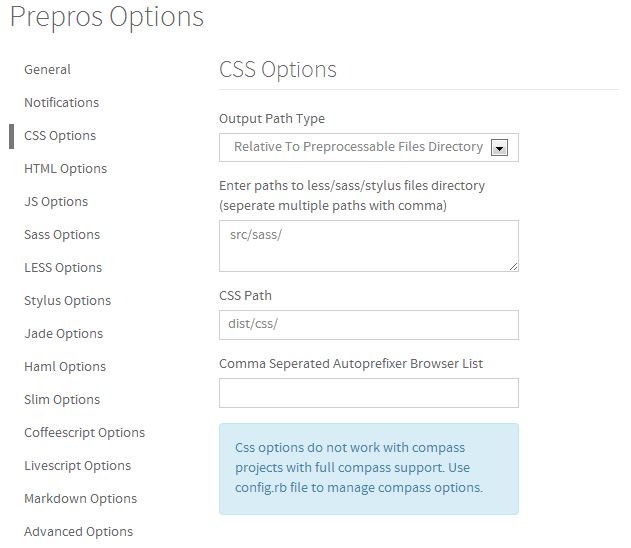 Prepros Options
General
Notifications
CSS Options
HTML Options
JS Options
Sass Options
LESS Options
Stylus Options
Jade Options
Haml Options
Slim Options
Coffeescript Options
Livescript Options
Markdown Options
Advanced Options
CSS Options
Output Path Type
Relative To Preprocessable Files Directory
Enter paths to less/sass/stylus files directory
(seperate multiple paths with comma)
src/sass/
CSS Path
dist/css/
Comma Seperated Autoprefixer Browser List
Css options do not work with compass
projects with full compass support. Use
config.rb file to manage compass options.